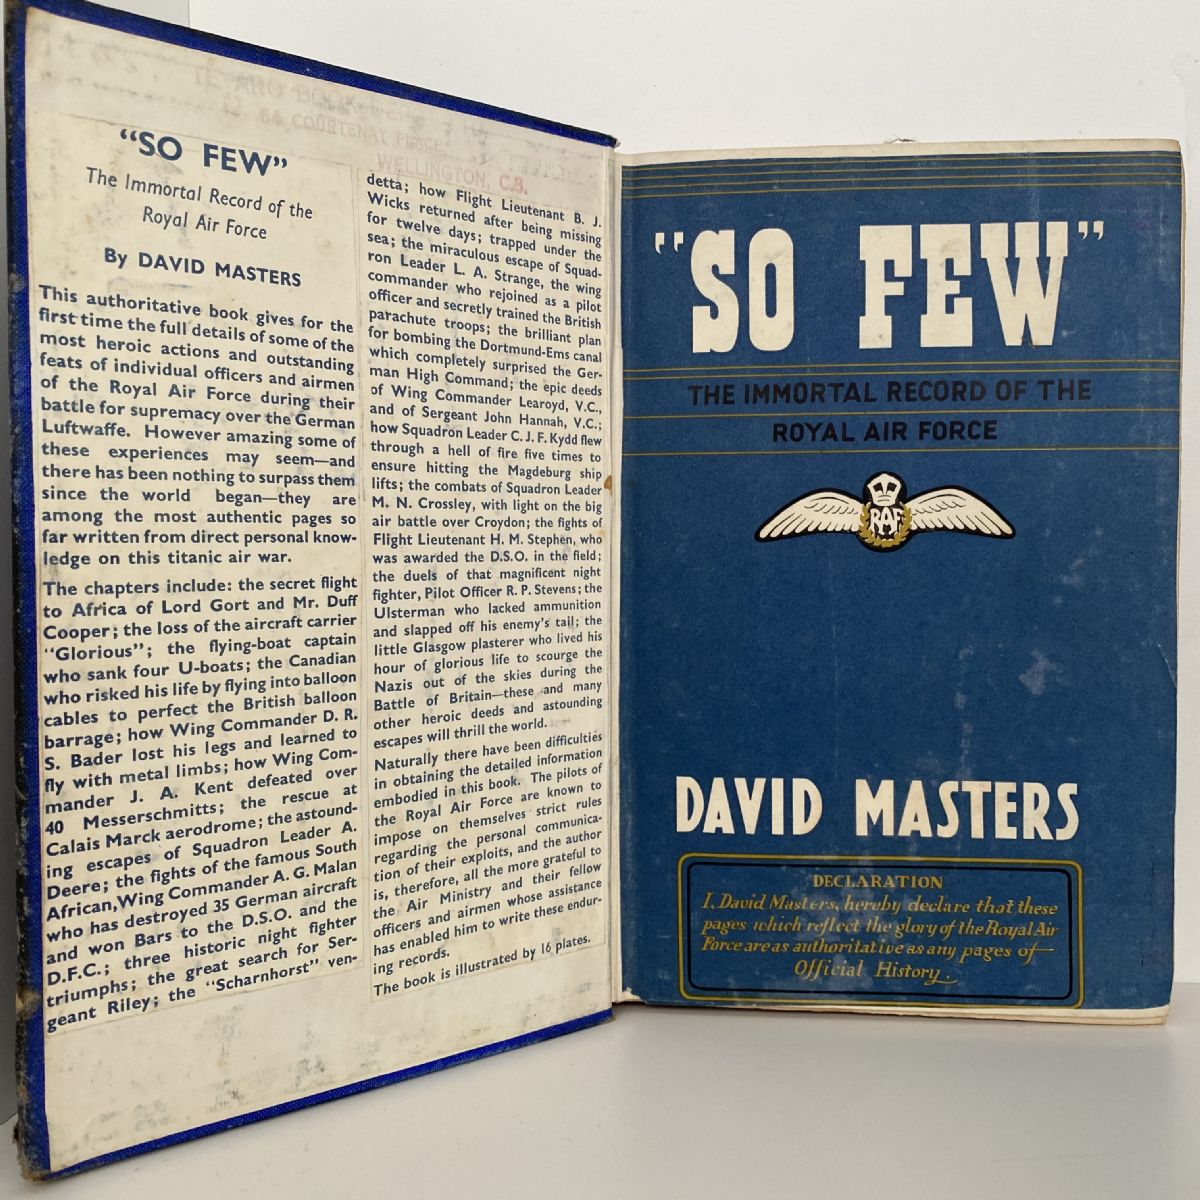 64 COURTENAY PLACE
WELLINGTON, C.3.
"SO FEW"
The Immortal Record of the
Royal Air Force
By DAVID MASTERS
This authoritative book gives for the
first time the full details of some of the
most heroic actions and outstanding
feats of individual officers and airmen
of the Royal Air Force during their
battle for supremacy over the German
Luftwaffe. However amazing some of
these experiences may seem—and
there has been nothing to surpass them
since the world began—they are
among the most authentic pages so
far written from direct personal know-
ledge on this titanic air war.
The chapters include: the secret flight
to Africa of Lord Gort and Mr. Duff
Cooper; the loss of the aircraft carrier
"Glorious"; the flying-boat captain
who sank four U-boats; the Canadian
who risked his life by flying into balloon
cables to perfect the British balloon
barrage; how Wing Commander D. R.
S. Bader lost his legs and learned to
fly with metal limbs; how Wing Com-
mander J. A. Kent defeated over
40 Messerschmitts; the rescue at
Calais Marck aerodrome; the astound-
ing escapes of Squadron Leader A.
Deere; the fights of the famous South
African, Wing Commander A. G. Malan
who has destroyed 35 German aircraft
and won Bars to the D.S.O. and the
D.F.C.; three historic night fighter
triumphs; the great search for Ser-
geant Riley; the "Scharnhorst" ven-
detta; how Flight Lieutenant B. J.
Wicks returned after being missing
for twelve days; trapped under the
sea; the miraculous escape of Squad-
ron Leader L. A. Strange, the wing
commander who rejoined as a pilot
officer and secretly trained the British
parachute troops; the brilliant plan
for bombing the Dortmund-Ems canal
which completely surprised the Ger-
man High Command; the epic deeds
of Wing Commander Learoyd, V.C.,
and of Sergeant John Hannah, V.C.;
how Squadron Leader C. J. F. Kydd flew
through a hell of fire five times to
ensure hitting the Magdeburg ship
lifts; the combats of Squadron Leader
M. N. Crossley, with light on the big
air battle over Croydon; the fights of
Flight Lieutenant H. M. Stephen, who
was awarded the D.S.O. in the field;
the duels of that magnificent night
fighter, Pilot Officer R. P. Stevens; the
Ulsterman who lacked ammunition
and slapped off his enemy's tail; the
little Glasgow plasterer who lived his
hour of glorious life to scourge the
Nazis out of the skies during the
Battle of Britain—these and many
other heroic deeds and astounding
escapes will thrill the world.
Naturally there have been difficulties
in obtaining the detailed information
embodied in this book. The pilots of
the Royal Air Force are known to
impose on themselves strict rules
regarding the personal communica-
tion of their exploits, and the author
is, therefore, all the more grateful to
the Air Ministry and their fellow
officers and airmen whose assistance
has enabled him to write these endur-
ing records.
The book is illustrated by 16 plates.
"SO FEW"
THE IMMORTAL RECORD OF THE
ROYAL AIR FORCE
RAF
DAVID MASTERS
DECLARATION
I, David Masters, hereby declare that these
pages which reflect the glory of the Royal Air
Force are as authoritative as any pages of
Official History.